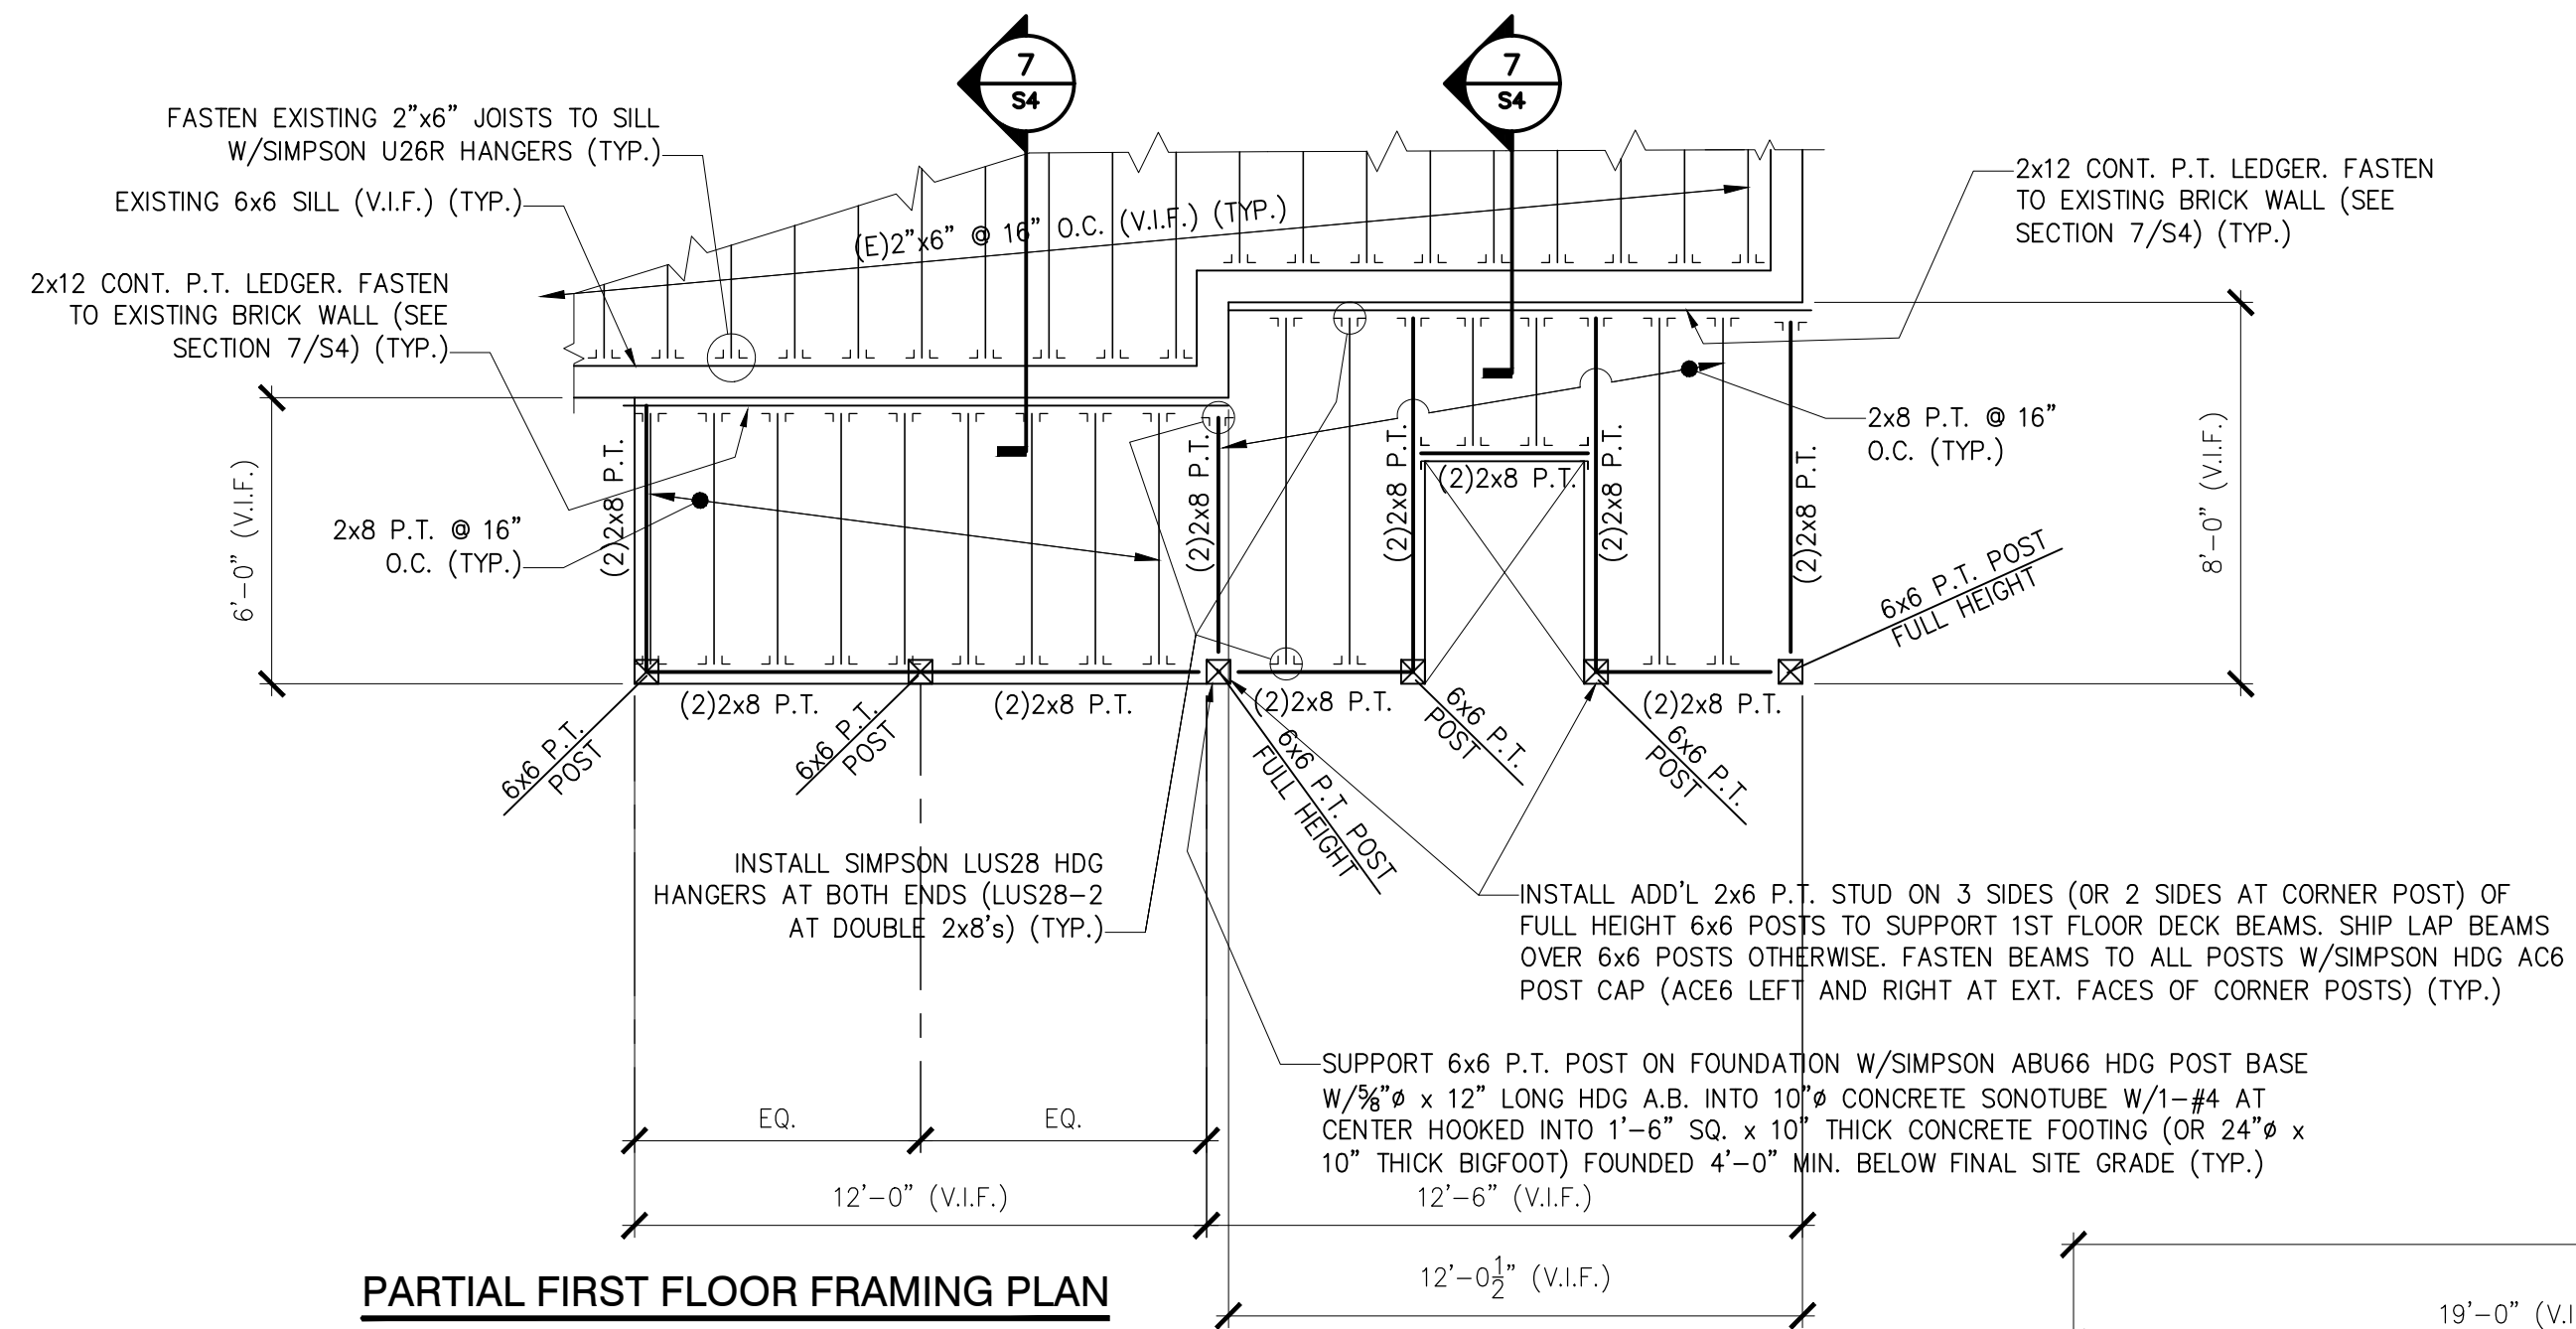 7
S4
7
S4
FASTEN EXISTING 2"x6" JOISTS TO SILL
W/SIMPSON U26R HANGERS (TYP.)
EXISTING 6x6 SILL (V.I.F.) (TYP.)
2x12 CONT. P.T. LEDGER. FASTEN
TO EXISTING BRICK WALL (SEE
SECTION 7/S4) (TYP.)
(E)2"x6" @ 16" O.C. (V.I.F.) (TYP.)
2x12 CONT. P.T. LEDGER. FASTEN
TO EXISTING BRICK WALL (SEE
SECTION 7/S4) (TYP.)
6'-0" (V.I.F.)
2x8 P.T. @ 16"
O.C. (TYP.)
(2)2x8 P.T.
(2)2x8 P.T.
(2)2x8 P.T.
(2)2x8 P.T.
(2)2x8 P.T.
(2)2x8 P.T.
2x8 P.T. @ 16"
O.C. (TYP.)
8'-0" (V.I.F.)
6x6 P.T. POST
FULL HEIGHT
(2)2x8 P.T.
(2)2x8 P.T.
(2)2x8 P.T.
(2)2x8 P.T.
6x6 P.T.
POST
6x6 P.T.
POST
6x6 P.T. POST
FULL HEIGHT
6x6 P.T.
POST
6x6 P.T.
POST
INSTALL SIMPSON LUS28 HDG
HANGERS AT BOTH ENDS (LUS28-2
AT DOUBLE 2x8's) (TYP.)
INSTALL ADD'L 2x6 P.T. STUD ON 3 SIDES (OR 2 SIDES AT CORNER POST) OF
FULL HEIGHT 6x6 POSTS TO SUPPORT 1ST FLOOR DECK BEAMS. SHIP LAP BEAMS
OVER 6x6 POSTS OTHERWISE. FASTEN BEAMS TO ALL POSTS W/SIMPSON HDG AC6
POST CAP (ACE6 LEFT AND RIGHT AT EXT. FACES OF CORNER POSTS) (TYP.)
SUPPORT 6x6 P.T. POST ON FOUNDATION W/SIMPSON ABU66 HDG POST BASE
W/⅝"ø x 12" LONG HDG A.B. INTO 10"ø CONCRETE SONOTUBE W/1-#4 AT
CENTER HOOKED INTO 1'-6" SQ. x 10" THICK CONCRETE FOOTING (OR 24"ø x
10" THICK BIGFOOT) FOUNDED 4'-0" MIN. BELOW FINAL SITE GRADE (TYP.)
EQ.
EQ.
12'-0" (V.I.F.)
12'-6" (V.I.F.)
12'-0½" (V.I.F.)
PARTIAL FIRST FLOOR FRAMING PLAN
19'-0" (V.I